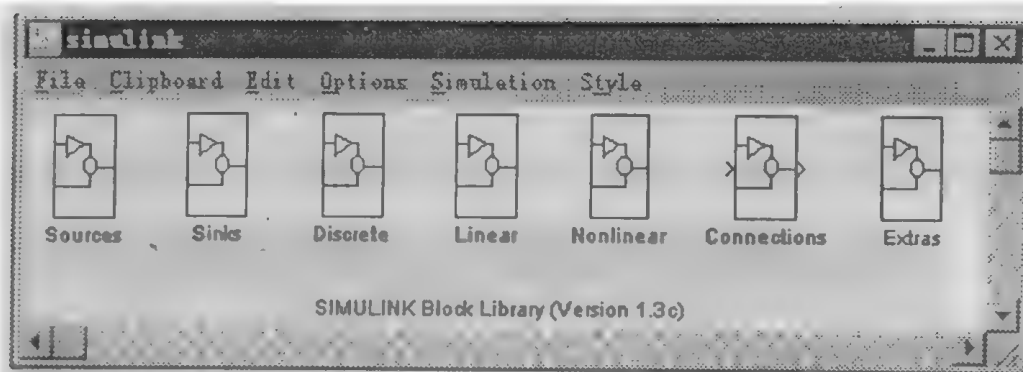 simulink
File Clipboard Edit Options Simulation Style
Sources Sinks Discrete Linear Nonlinear Connections Extras
SIMULINK Block Library (Version 1.3c)